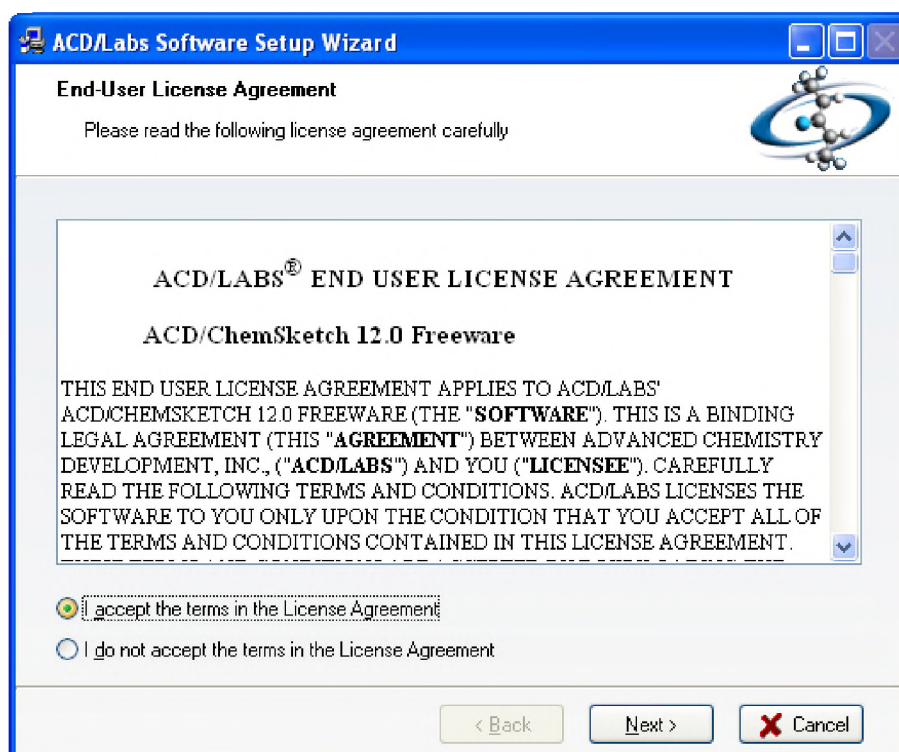 ACD/Labs Software Setup Wizard
End-User License Agreement
Please read the following license agreement carefully
ACD/LABS® END USER LICENSE AGREEMENT
ACD/ChemSketch 12.0 Freeware
THIS END USER LICENSE AGREEMENT APPLIES TO ACD/LABS'
ACD/CHEMSKETCH 12.0 FREEWARE (THE "SOFTWARE"). THIS IS A BINDING
LEGAL AGREEMENT (THIS "AGREEMENT") BETWEEN ADVANCED CHEMISTRY
DEVELOPMENT, INC., ("ACD/LABS") AND YOU ("LICENSEE"). CAREFULLY
READ THE FOLLOWING TERMS AND CONDITIONS. ACD/LABS LICENSES THE
SOFTWARE TO YOU ONLY UPON THE CONDITION THAT YOU ACCEPT ALL OF
THE TERMS AND CONDITIONS CONTAINED IN THIS LICENSE AGREEMENT.
I accept the terms in the License Agreement
I do not accept the terms in the License Agreement
< Back
Next >
Cancel